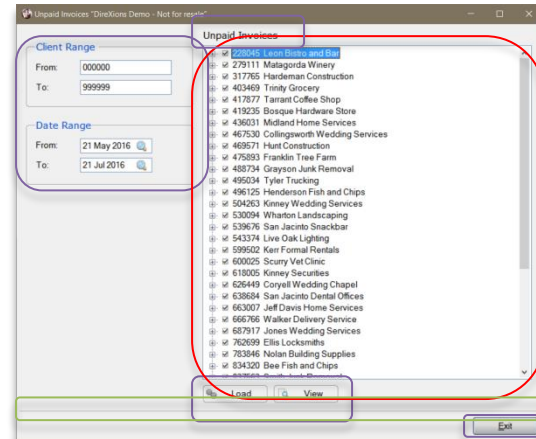 Unpaid Invoices "DireXions Demo - Not for resale"
Client Range
From: 000000
To: 999999
Date Range
From: 21 May 2016
To: 21 Jul 2016
Unpaid Invoices
228045 Leon Bistro and Bar
279111 Matagorda Winery
317765 Hardeman Construction
403469 Trinity Grocery
417877 Tarrant Coffee Shop
419235 Bosque Hardware Store
436031 Midland Home Services
467530 Collingsworth Wedding Services
469571 Hunt Construction
475893 Franklin Tree Farm
488734 Grayson Junk Removal
495034 Tyler Trucking
496125 Henderson Fish and Chips
504263 Kinney Wedding Services
530094 Wharton Landscaping
539676 San Jacinto Snackbar
543374 Live Oak Lighting
599502 Kerr Formal Rentals
600025 Scurry Vet Clinic
618005 Kinney Securities
626449 Coryell Wedding Chapel
638684 San Jacinto Dental Offices
663007 Jeff Davis Home Services
666766 Walker Delivery Service
687917 Jones Wedding Services
762699 Ellis Locksmiths
783846 Nolan Building Supplies
834320 Bee Fish and Chips
Load
View
Exit